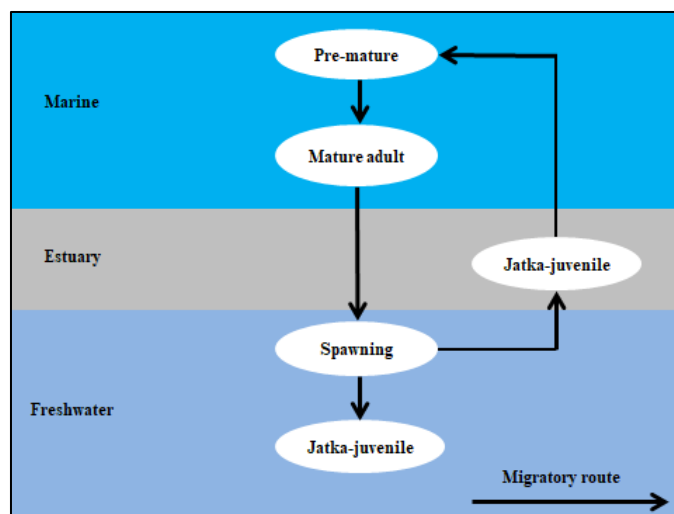 Pre-mature
Marine
Mature adult
Estuary
Jatka-juvenile
Spawning
Freshwater
Jatka-juvenile
Migratory route